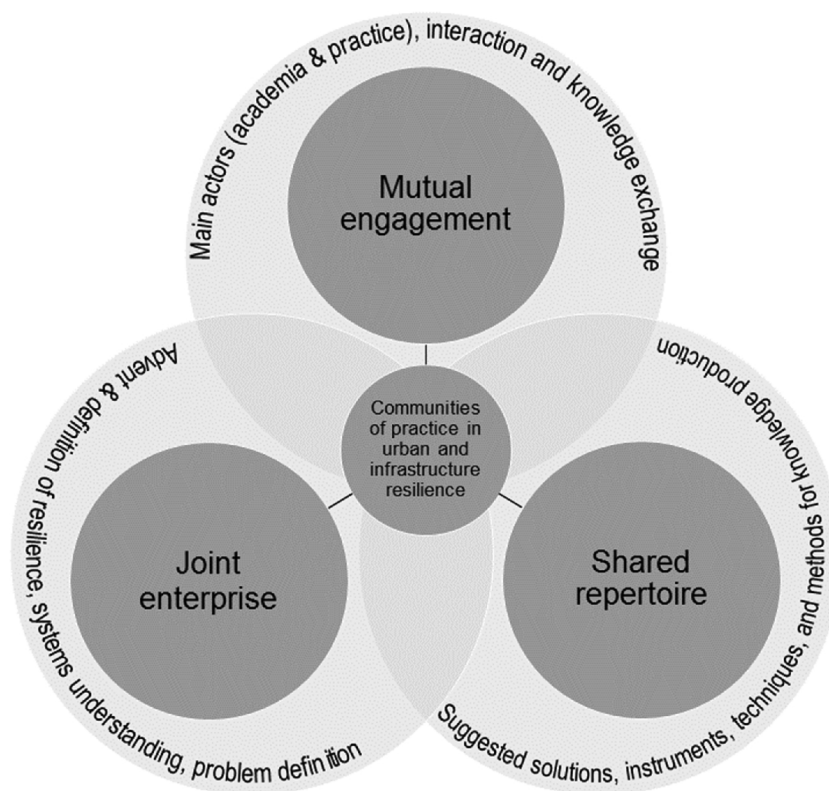 Main actors (academia & practice), interaction and knowledge exchange
Mutual
engagement
Communities
of practice in
urban and
infrastructure
resilience
Advent & definition of resilience, systems understanding, problem definition
Joint
enterprise
Shared
repertoire
Suggested solutions, instruments, techniques, and methods for knowledge production